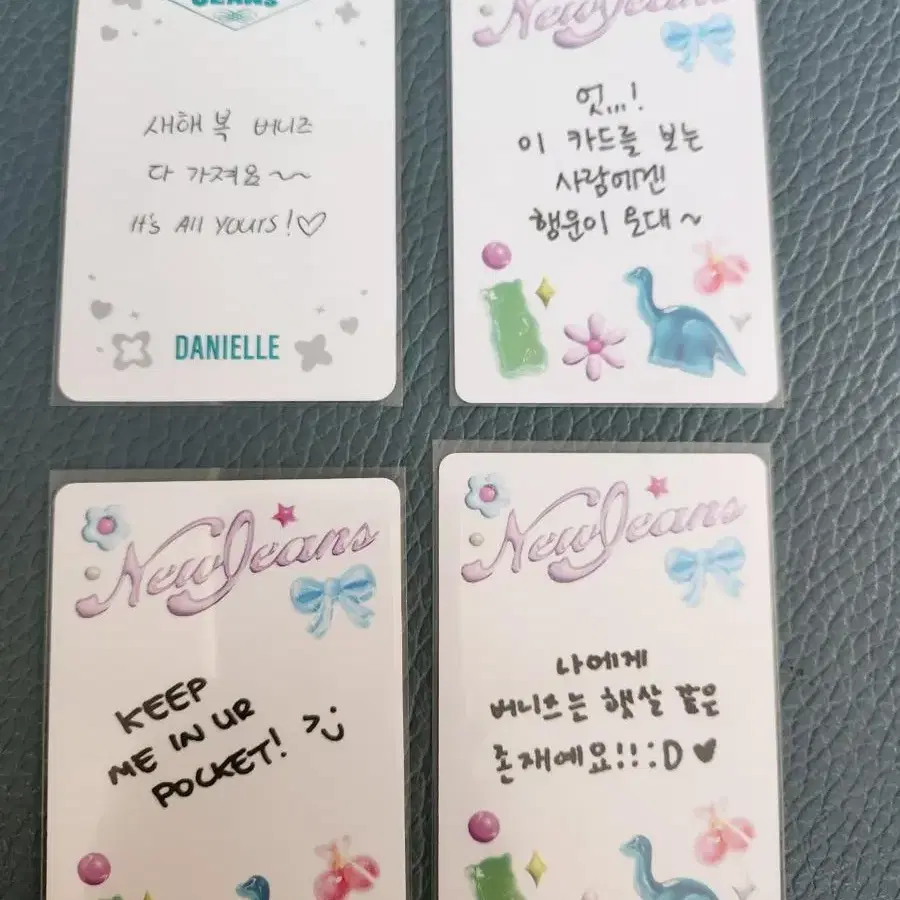 JEANS
새해 복 버니즈
다 가져욤~~
It's All Yours!♡
DANIELLE
NewJeans
엇,,,!
이 카드를 보는
사람에겐
행운이 온대~
NewJeans
KEEP
ME IN UR
POCKET!
NewJeans
나에게
버니즈는 햇살 같은
존재예요!!:D♥